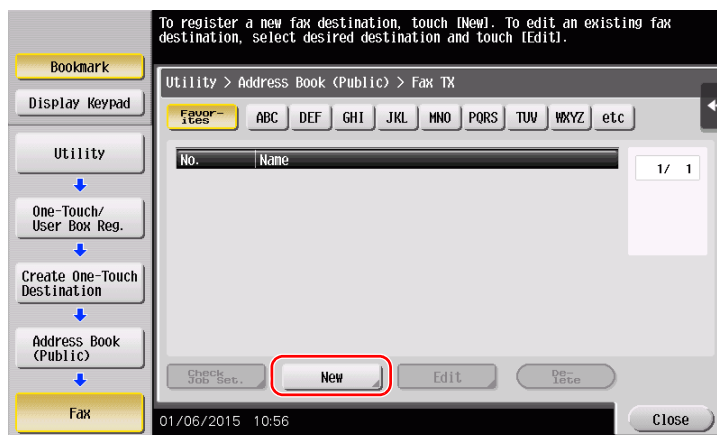 To register a new fax destination, touch [New]. To edit an existing fax
destination, select desired destination and touch [Edit].
Bookmark
Display Keypad
Utility
One-Touch/
User Box Reg.
Create One-Touch
Destination
Address Book
(Public)
Fax
Utility > Address Book (Public) > Fax TX
Favor-
ites
ABC
DEF
GHI
JKL
MNO
PQRS
TUV
WXYZ
etc
No.
Name
1/ 1
Check
Job Set.
New
Edit
De-
lete
01/06/2015 10:56
Close